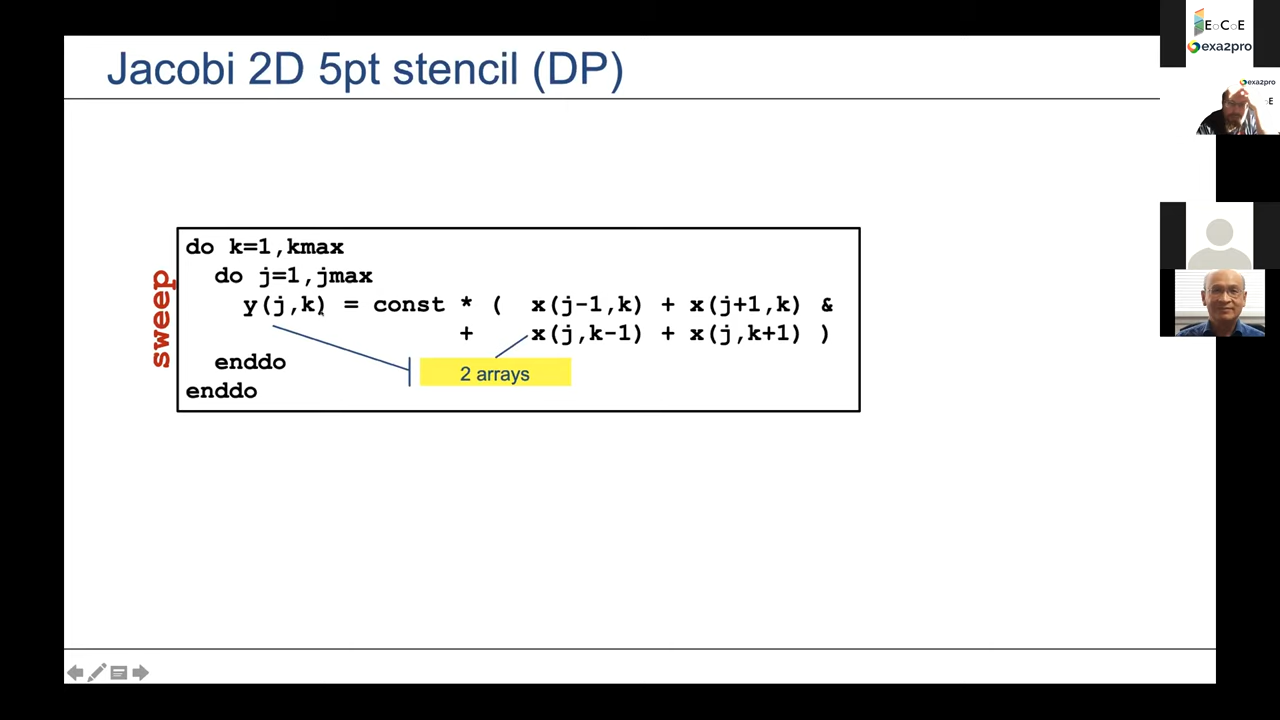 Jacobi 2D 5pt stencil (DP)
sweep
do k=1,kmax
do j=1,jmax
y(j,k) = const * ( x(j-1,k) + x(j+1,k) &
+ x(j,k-1) + x(j,k+1) )
enddo
2 arrays
enddo
EoCoE
exa2pro
exa2pro
E